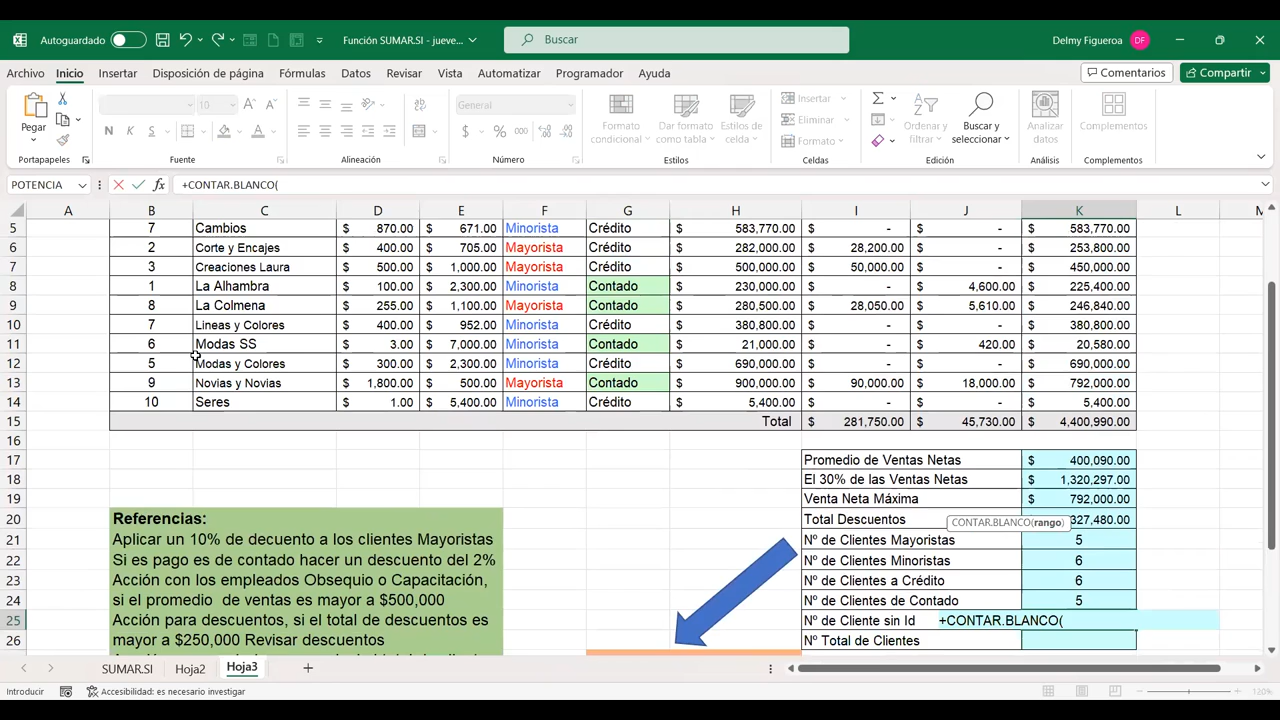 Autoguardado Función SUMAR.SI - jueve... Buscar Delmy Figueroa DF
Archivo Inicio Insertar Disposición de página Fórmulas Datos Revisar Vista Automatizar Programador Ayuda Comentarios Compartir
Pegar 10 General Formato condicional Dar formato como tabla Estilos de celda Insertar Eliminar Formato Ordenar y filtrar Buscar y seleccionar Analizar datos Complementos
Portapapeles Fuente Alineación Número Estilos Celdas Edición Análisis Complementos
POTENCIA fx +CONTAR.BLANCO(
A B C D E F G H I J K L M
5 7 Cambios $ 870.00 $ 671.00 Minorista Crédito $ 583,770.00 $ - $ - $ 583,770.00
6 2 Corte y Encajes $ 400.00 $ 705.00 Mayorista Crédito $ 282,000.00 $ 28,200.00 $ - $ 253,800.00
7 3 Creaciones Laura $ 500.00 $ 1,000.00 Mayorista Crédito $ 500,000.00 $ 50,000.00 $ - $ 450,000.00
8 1 La Alhambra $ 100.00 $ 2,300.00 Minorista Contado $ 230,000.00 $ - $ 4,600.00 $ 225,400.00
9 8 La Colmena $ 255.00 $ 1,100.00 Mayorista Contado $ 280,500.00 $ 28,050.00 $ 5,610.00 $ 246,840.00
10 7 Lineas y Colores $ 400.00 $ 952.00 Minorista Crédito $ 380,800.00 $ - $ - $ 380,800.00
11 6 Modas SS $ 3.00 $ 7,000.00 Minorista Contado $ 21,000.00 $ - $ 420.00 $ 20,580.00
12 5 Modas y Colores $ 300.00 $ 2,300.00 Minorista Crédito $ 690,000.00 $ - $ - $ 690,000.00
13 9 Novias y Novias $ 1,800.00 $ 500.00 Mayorista Contado $ 900,000.00 $ 90,000.00 $ 18,000.00 $ 792,000.00
14 10 Seres $ 1.00 $ 5,400.00 Minorista Crédito $ 5,400.00 $ - $ - $ 5,400.00
15 Total $ 281,750.00 $ 45,730.00 $ 4,400,990.00
16
17 Promedio de Ventas Netas $ 400,090.00
18 El 30% de las Ventas Netas $ 1,320,297.00
19 Venta Neta Máxima $ 792,000.00
20 Referencias: Total Descuentos CONTAR.BLANCO(rango) 327,480.00
21 Aplicar un 10% de decuento a los clientes Mayoristas Nº de Clientes Mayoristas 5
22 Si es pago es de contado hacer un descuento del 2% Nº de Clientes Minoristas 6
23 Acción con los empleados Obsequio o Capacitación, Nº de Clientes a Crédito 6
24 si el promedio de ventas es mayor a $500,000 Nº de Clientes de Contado 5
25 Acción para descuentos, si el total de descuentos es Nº de Cliente sin Id +CONTAR.BLANCO(
26 mayor a $250,000 Revisar descuentos Nº Total de Clientes
SUMAR.SI Hoja2 Hoja3
Introducir Accesibilidad: es necesario investigar 120%